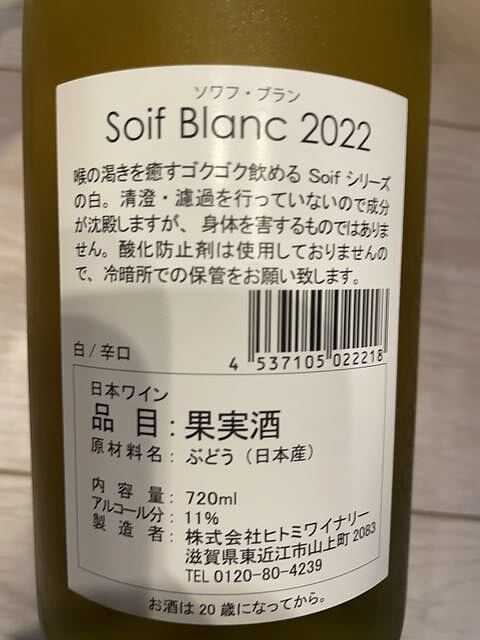 ソワフ・ブラン
Soif Blanc 2022
喉の渇きを癒すゴクゴク飲める Soif シリーズ
の白。清澄・濾過を行っていないので成分
が沈殿しますが、身体を害するものではありま
せん。酸化防止剤は使用しておりませんの
で、冷暗所での保管をお願い致します。
白/辛口
4 537105 022218
日本ワイン
品 目：果実酒
原材料名：ぶどう（日本産）
内 容 量：720ml
アルコール分：11%
製 造 者：株式会社ヒトミワイナリー
滋賀県東近江市山上町 2083
TEL 0120-80-4239
お酒は 20 歳になってから。